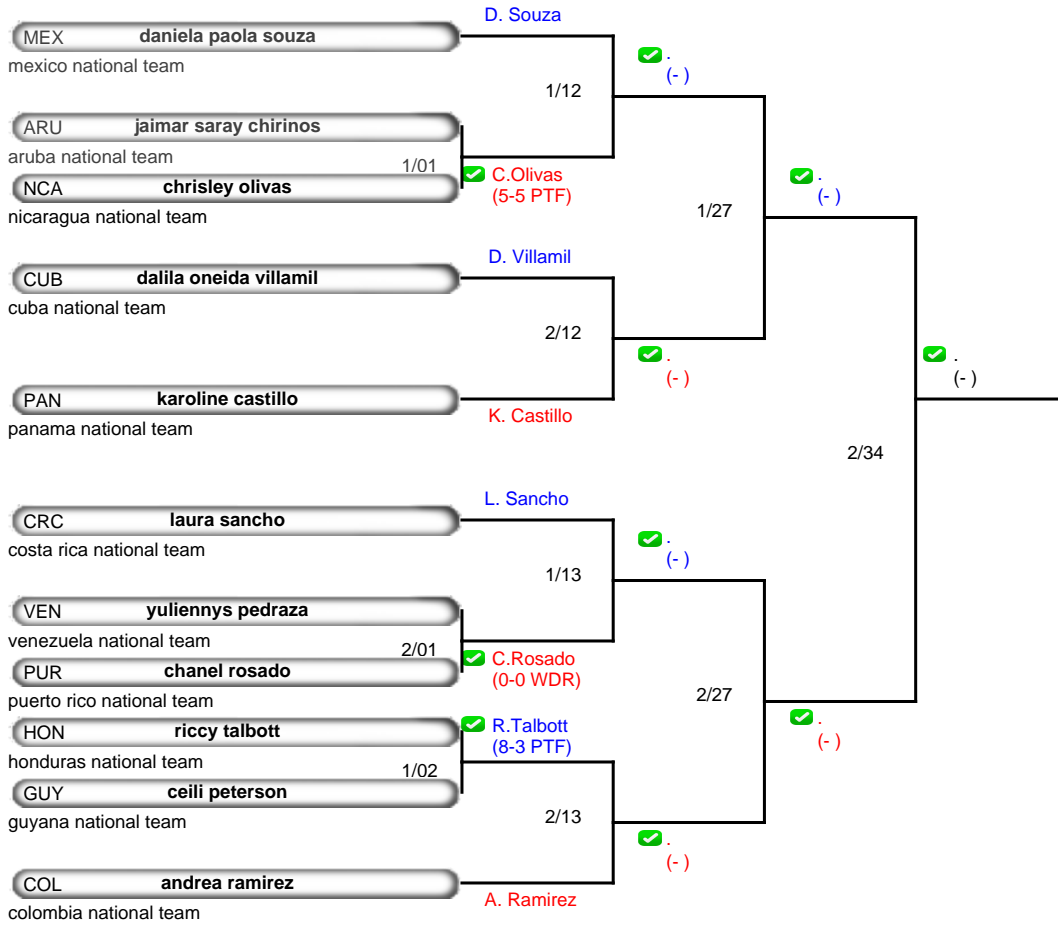 D. Souza
MEX daniela paola souza
mexico national team
.
(- )
1/12
ARU jaimar saray chirinos
aruba national team
1/01
C.Olivas
(5-5 PTF)
NCA chrisley olivas
nicaragua national team
.
(- )
1/27
D. Villamil
CUB dalila oneida villamil
cuba national team
2/12
.
(- )
.
(- )
PAN karoline castillo
panama national team
K. Castillo
2/34
L. Sancho
CRC laura sancho
costa rica national team
.
(- )
1/13
VEN yuliennys pedraza
venezuela national team
2/01
C.Rosado
(0-0 WDR)
PUR chanel rosado
puerto rico national team
2/27
HON riccy talbott
honduras national team
R.Talbott
(8-3 PTF)
.
(- )
1/02
GUY ceili peterson
guyana national team
2/13
.
(- )
COL andrea ramirez
colombia national team
A. Ramirez